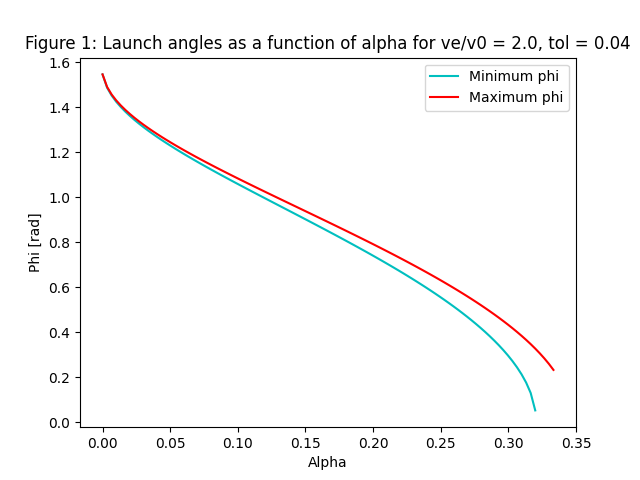 Figure 1: Launch angles as a function of alpha for ve/v0 = 2.0, tol = 0.04
1.6
1.4
1.2
1.0
0.8
0.6
0.4
0.2
0.0
Phi [rad]
Minimum phi
Maximum phi
0.00 0.05 0.10 0.15 0.20 0.25 0.30 0.35
Alpha